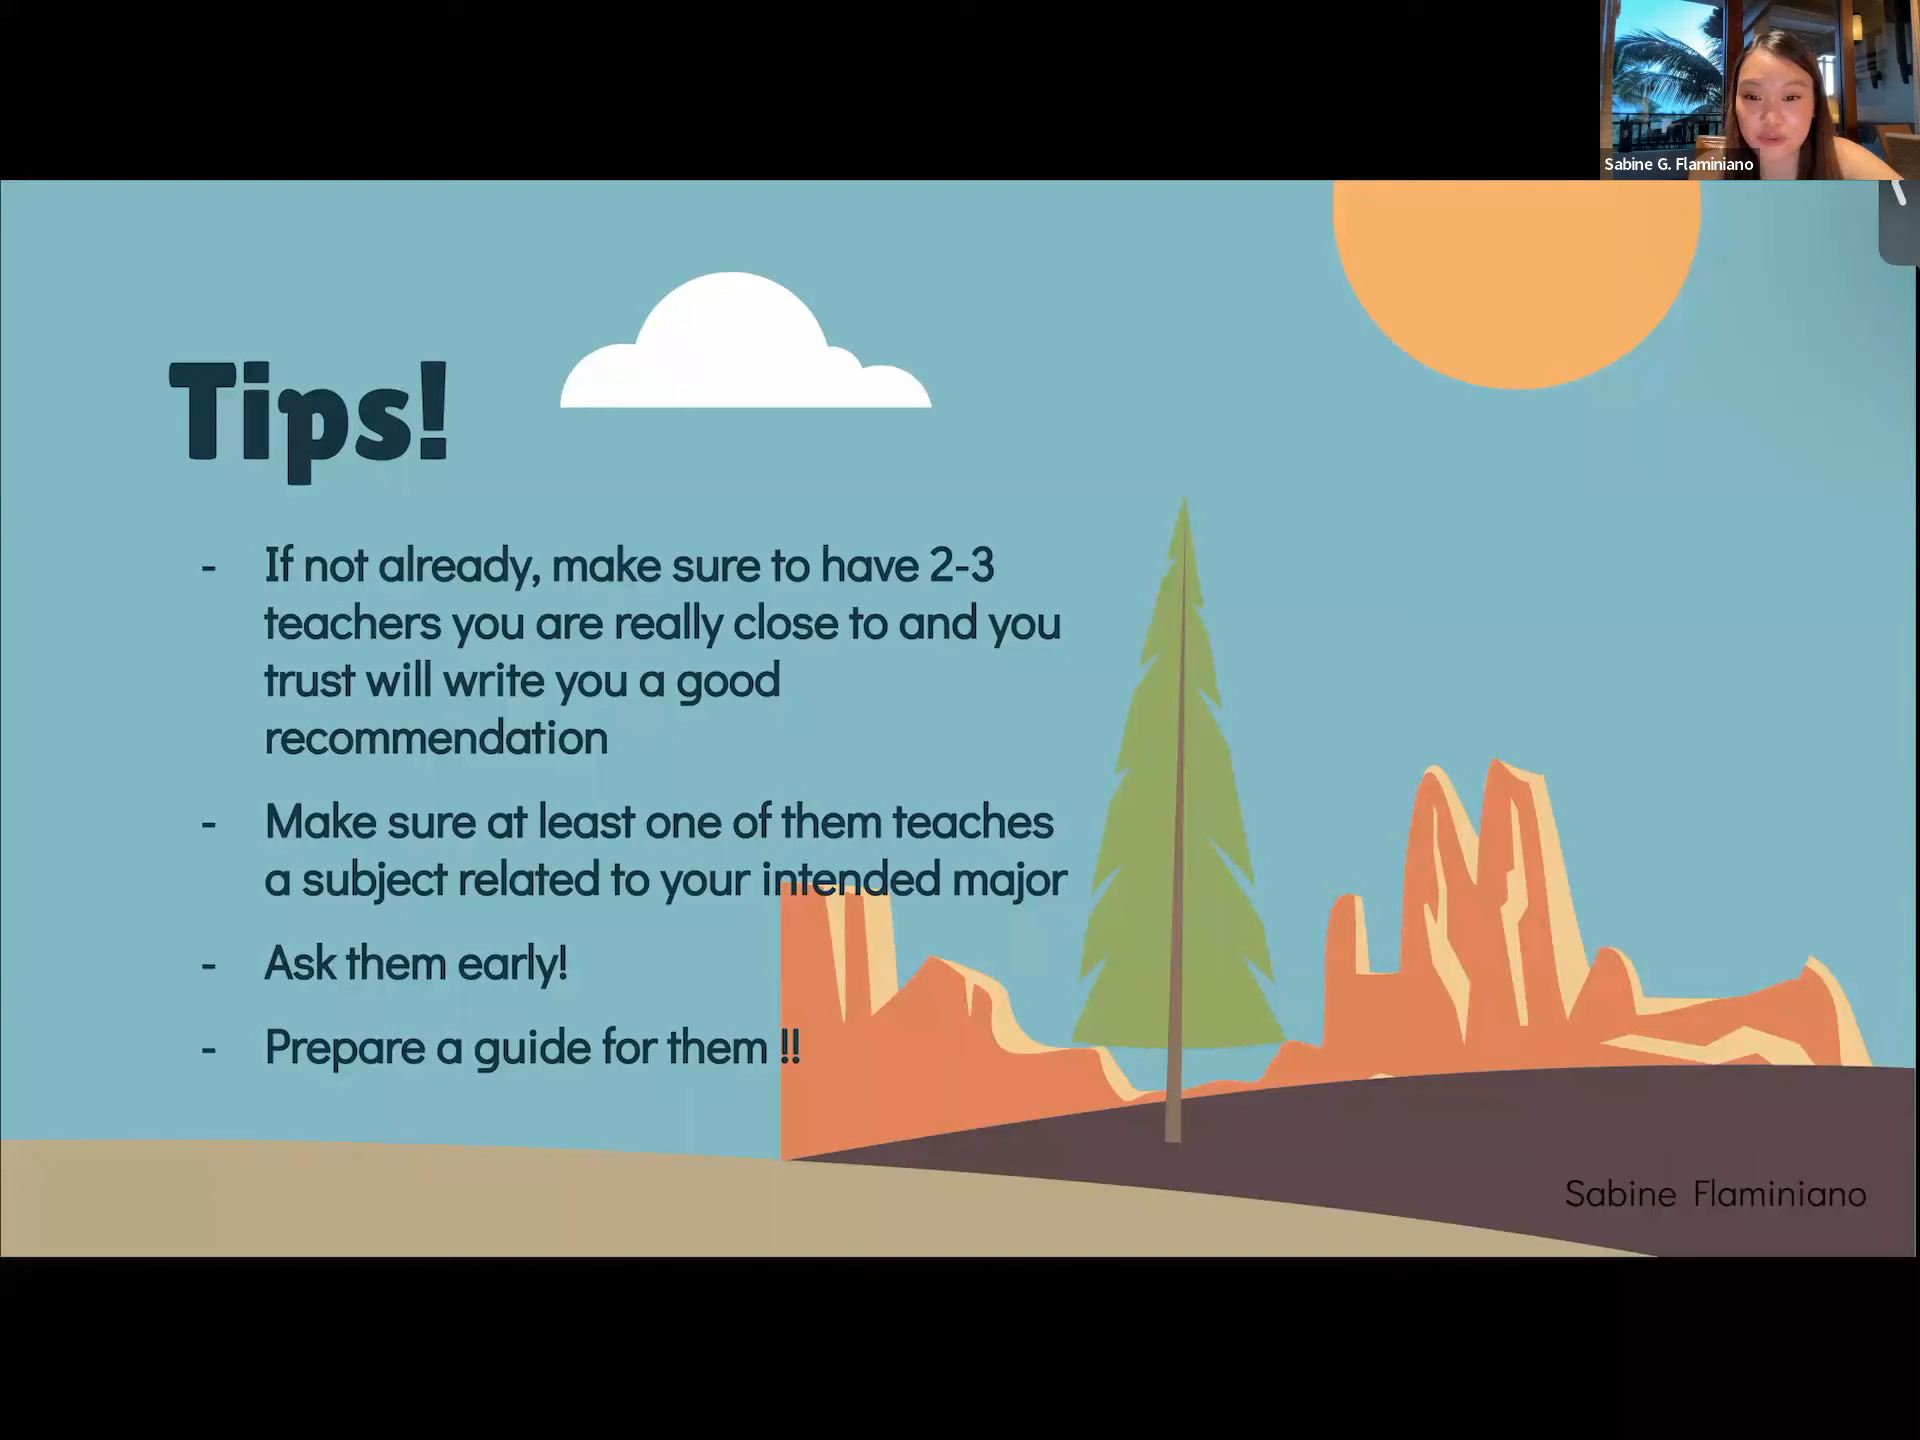 Sabine G. Flaminiano
Tips!
- If not already, make sure to have 2-3
teachers you are really close to and you
trust will write you a good
recommendation
- Make sure at least one of them teaches
a subject related to your intended major
- Ask them early!
- Prepare a guide for them !!
Sabine Flaminiano